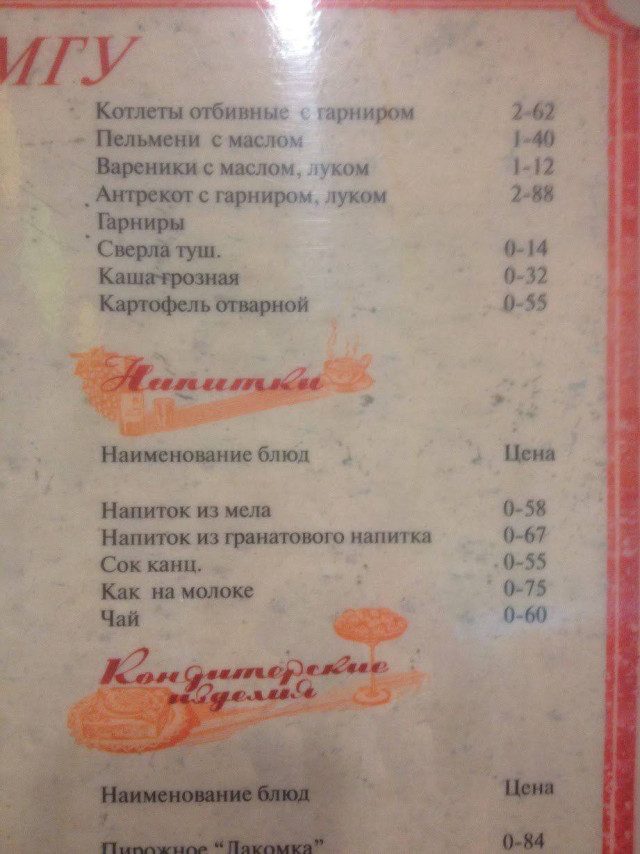 МГУ
Котлеты отбивные с гарниром 2-62
Пельмени с маслом 1-40
Вареники с маслом, луком 1-12
Антрекот с гарниром, луком 2-88
Гарниры
Сверла туш. 0-14
Каша грозная 0-32
Картофель отварной 0-55
Напитки
Наименование блюд Цена
Напиток из мела 0-58
Напиток из гранатового напитка 0-67
Сок канц. 0-55
Как на молоке 0-75
Чай 0-60
Кондиторские
изделия
Наименование блюд Цена
Пирожное “Лакомка” 0-84